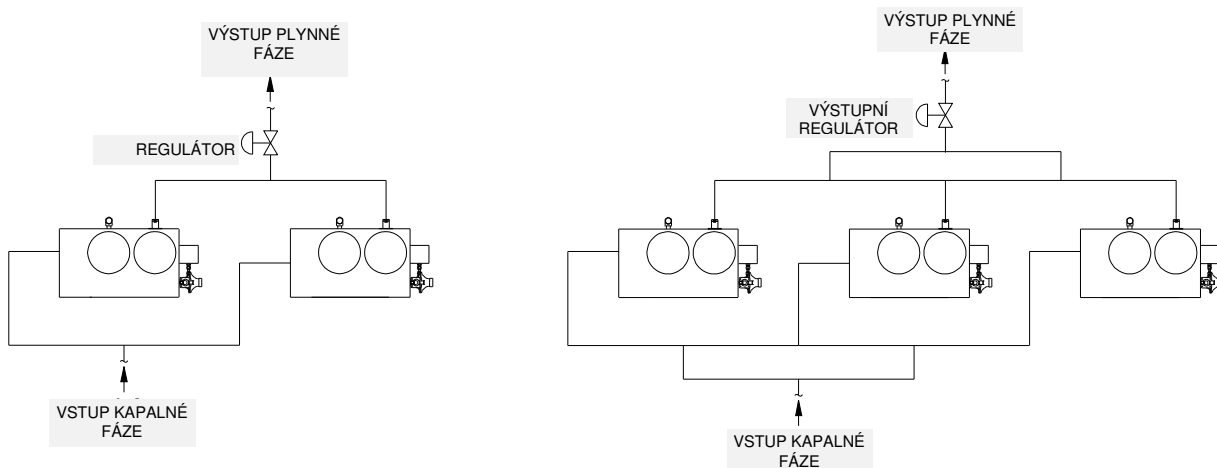 VÝSTUP PLYNNÉ
FÁZE
REGULÁTOR
VSTUP KAPALNÉ
FÁZE
VÝSTUP PLYNNÉ
FÁZE
VÝSTUPNÍ
REGULÁTOR
VSTUP KAPALNÉ
FÁZE